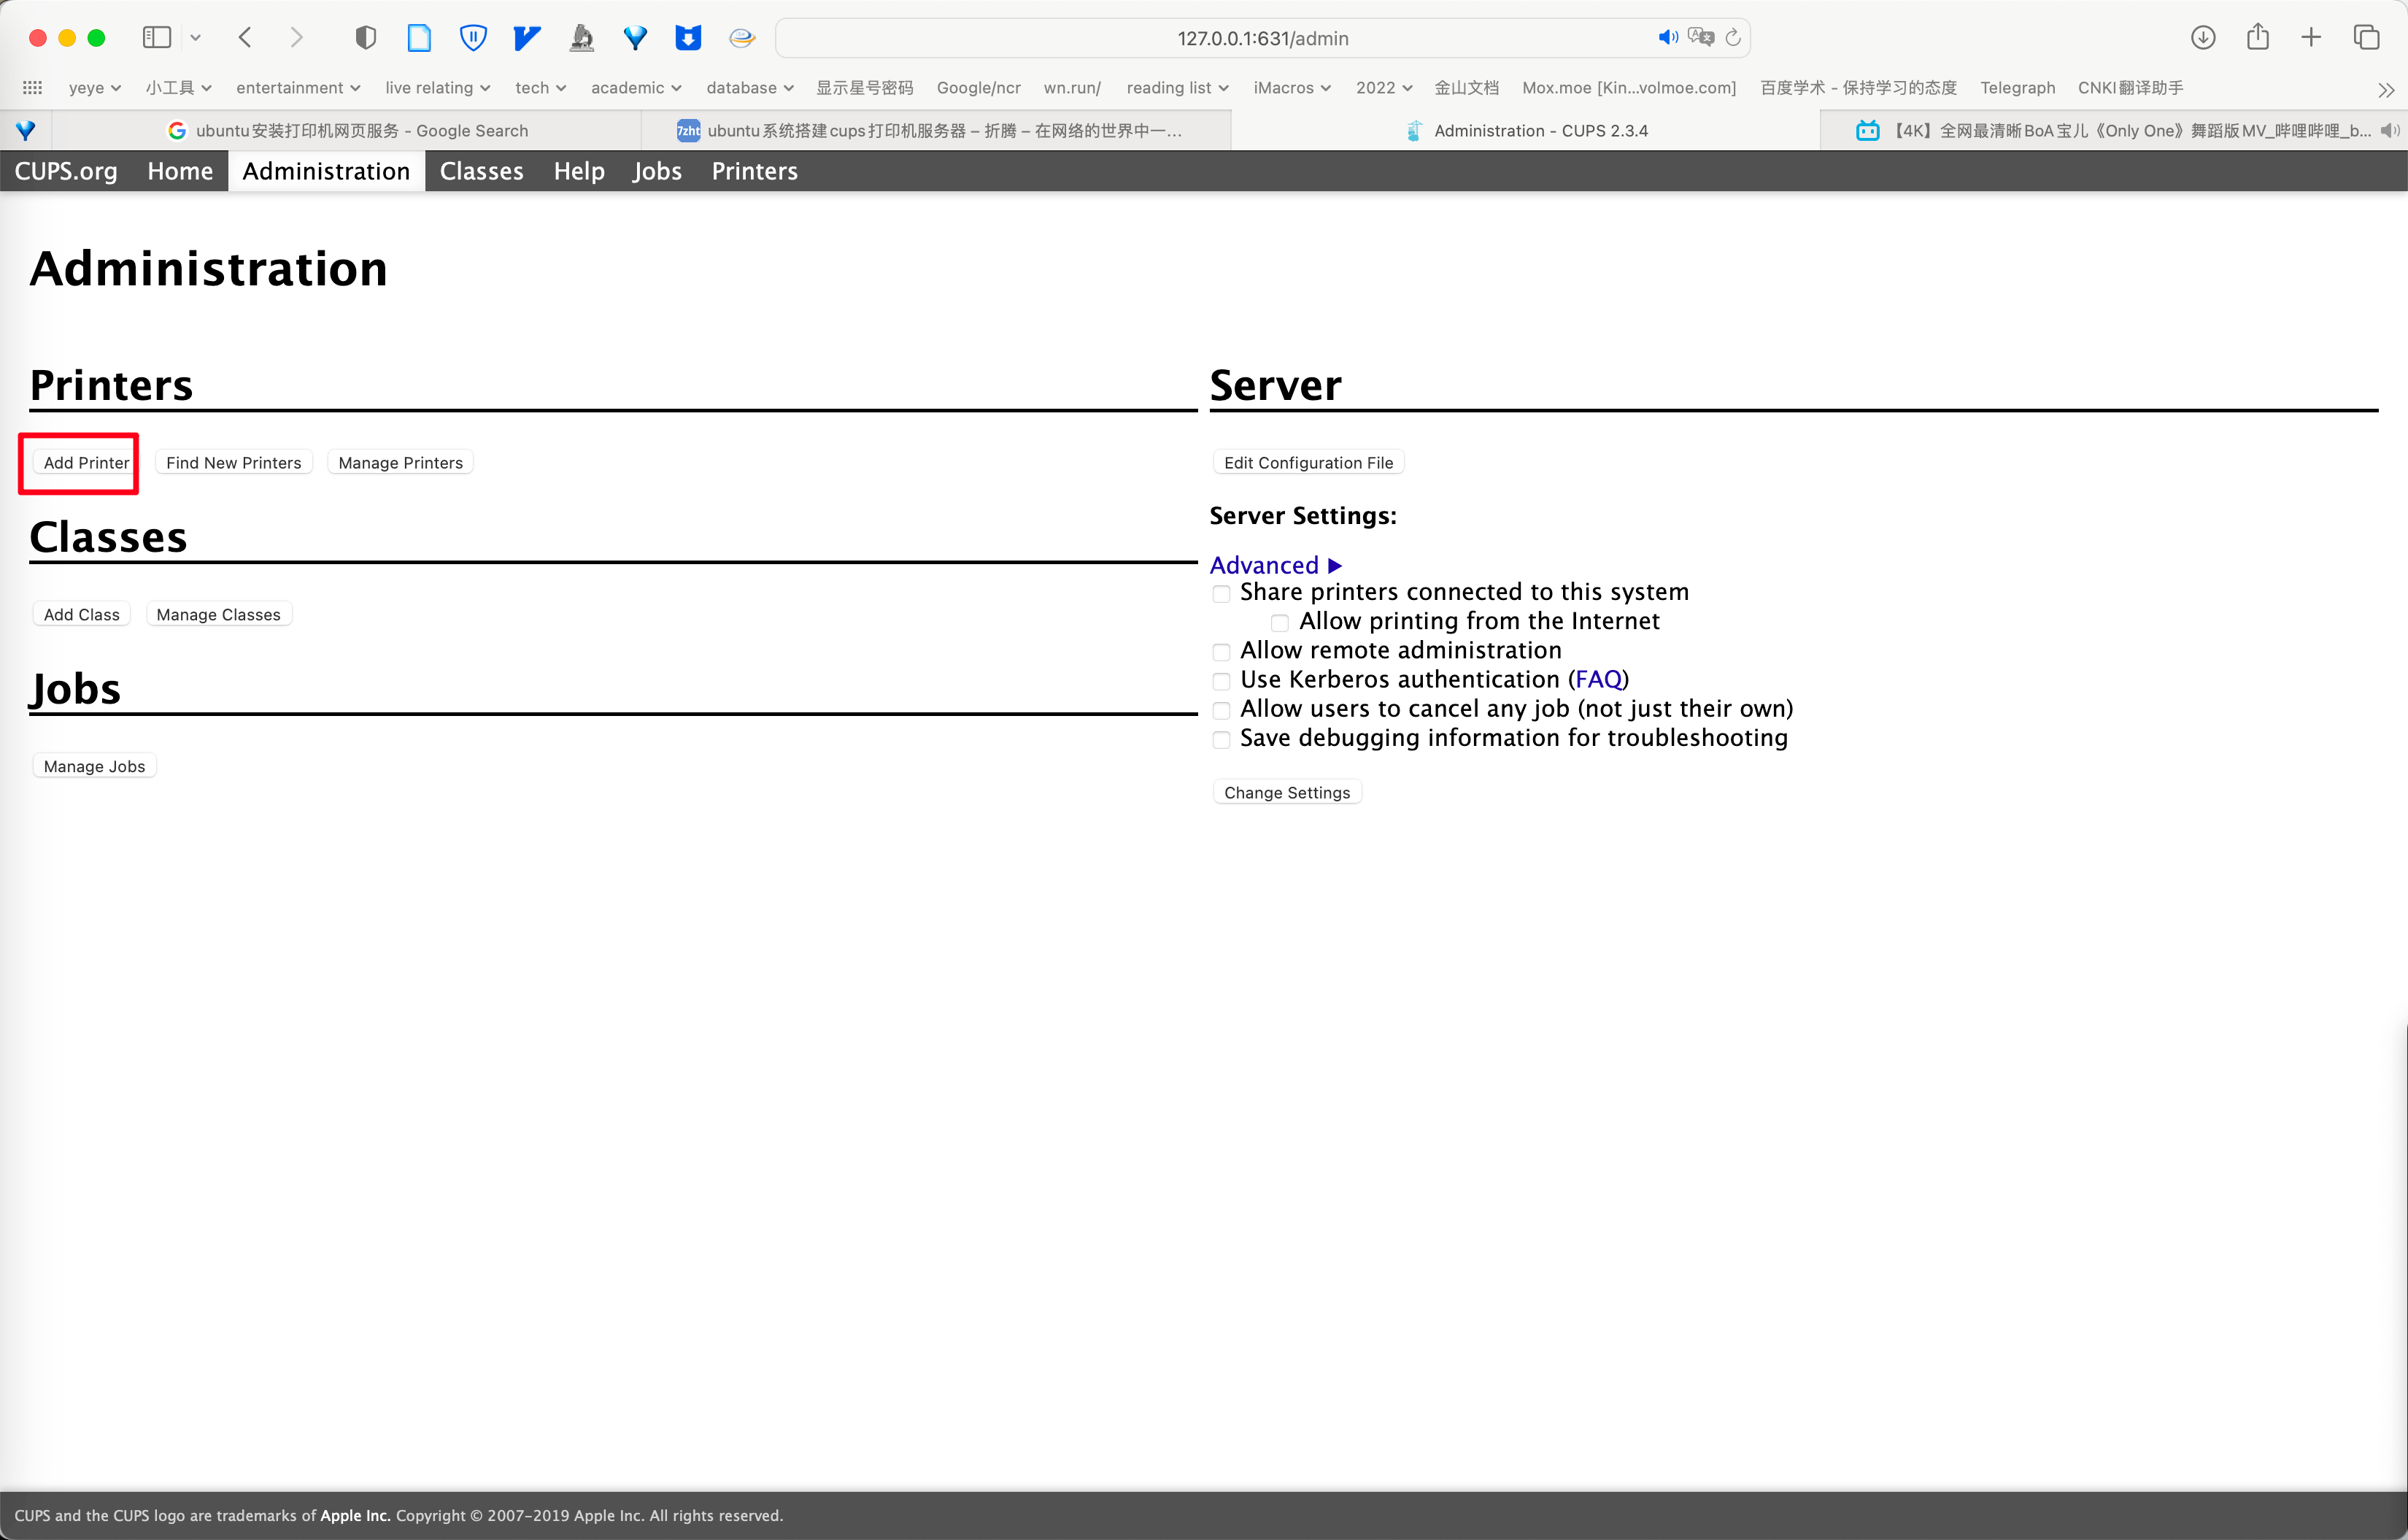 127.0.0.1:631/admin
yeye 小工具 entertainment live relating tech academic database 显示星号密码 Google/ncr wn.run/ reading list iMacros 2022 金山文档 Mox.moe [Kin...volmoe.com] 百度学术 - 保持学习的态度 Telegraph CNKI翻译助手
ubuntu安装打印机网页服务 - Google Search 7zht ubuntu系统搭建cups打印机服务器 – 折腾 – 在网络的世界中一... Administration - CUPS 2.3.4 【4K】全网最清晰BoA宝儿《Only One》舞蹈版MV_哔哩哔哩_b...
CUPS.org Home Administration Classes Help Jobs Printers
Administration
Printers
Add Printer Find New Printers Manage Printers
Classes
Add Class Manage Classes
Jobs
Manage Jobs
Server
Edit Configuration File
Server Settings:
Advanced ▶
Share printers connected to this system
Allow printing from the Internet
Allow remote administration
Use Kerberos authentication (FAQ)
Allow users to cancel any job (not just their own)
Save debugging information for troubleshooting
Change Settings
CUPS and the CUPS logo are trademarks of Apple Inc. Copyright © 2007-2019 Apple Inc. All rights reserved.